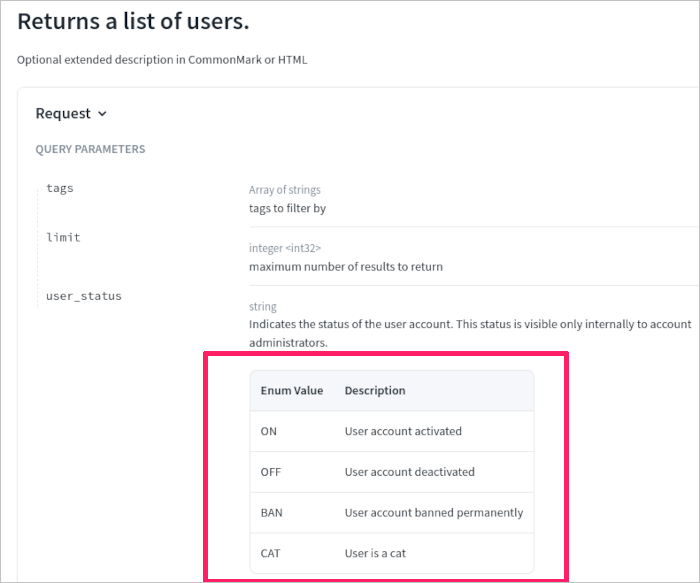 Returns a list of users.
Optional extended description in CommonMark or HTML
Request
QUERY PARAMETERS
tags
Array of strings
tags to filter by
limit
integer <int32>
maximum number of results to return
user_status
string
Indicates the status of the user account. This status is visible only internally to account
administrators.
Enum Value Description
ON User account activated
OFF User account deactivated
BAN User account banned permanently
CAT User is a cat